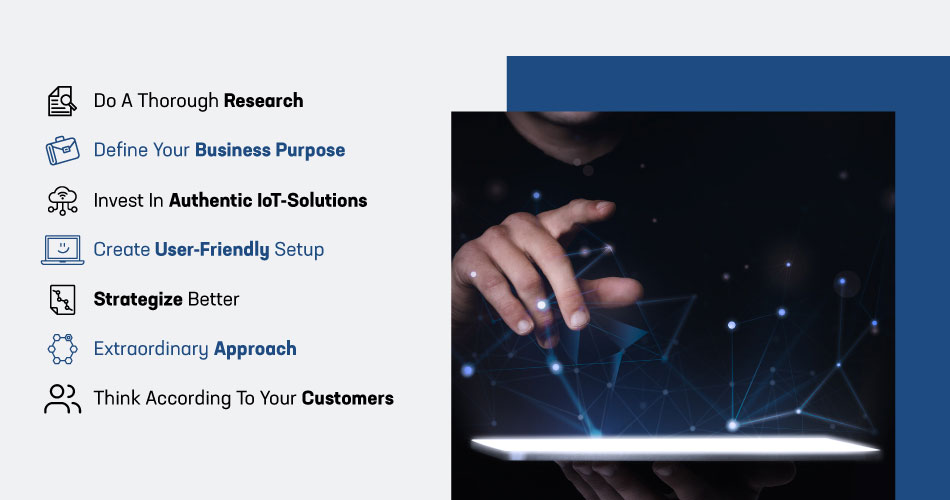 Do A Thorough Research
Define Your Business Purpose
Invest In Authentic IoT-Solutions
Create User-Friendly Setup
Strategize Better
Extraordinary Approach
Think According To Your Customers